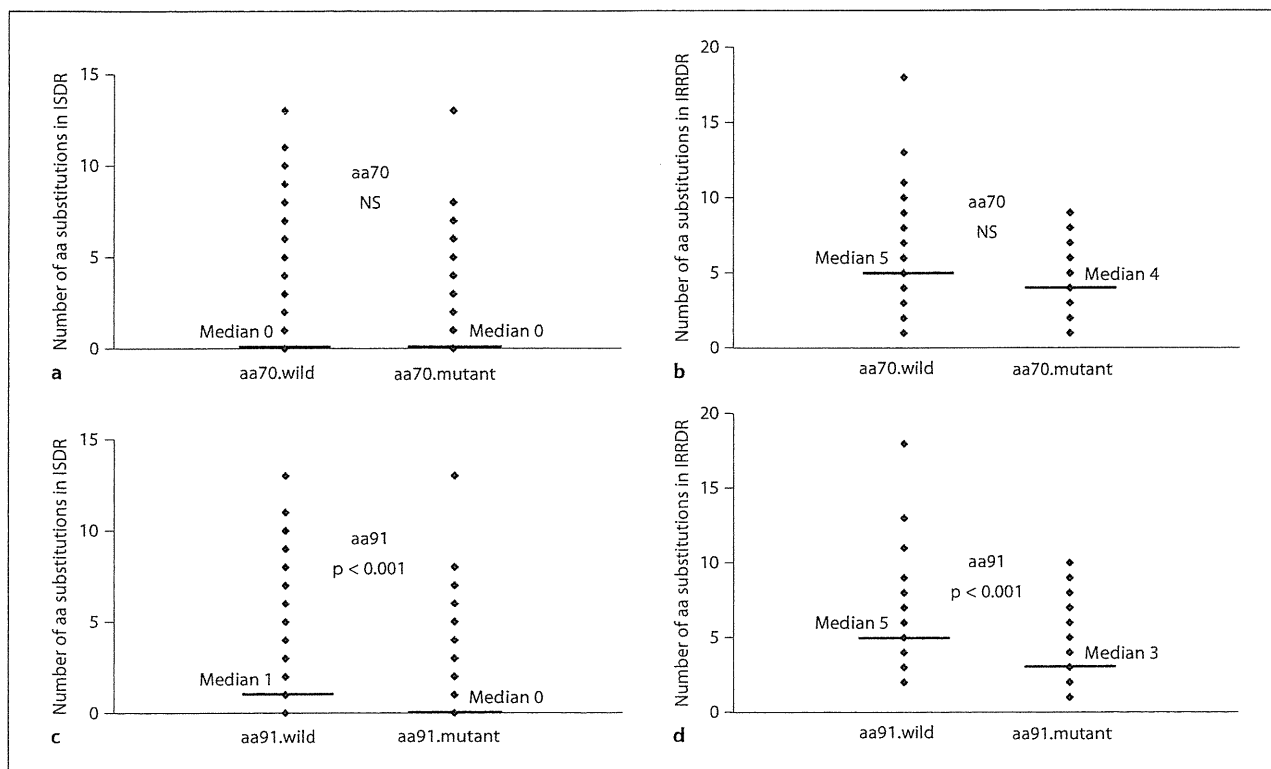 Number of aa substitutions in ISDR
15
10
5
0
aa70
NS
Median 0
Median 0
aa70.wild
aa70.mutant
a
Number of aa substitutions in IRRDR
20
15
10
5
0
aa70
NS
Median 5
Median 4
aa70.wild
aa70.mutant
b
Number of aa substitutions in ISDR
15
10
5
0
aa91
p < 0.001
Median 1
Median 0
aa91.wild
aa91.mutant
c
Number of aa substitutions in IRRDR
20
15
10
5
0
aa91
p < 0.001
Median 5
Median 3
aa91.wild
aa91.mutant
d